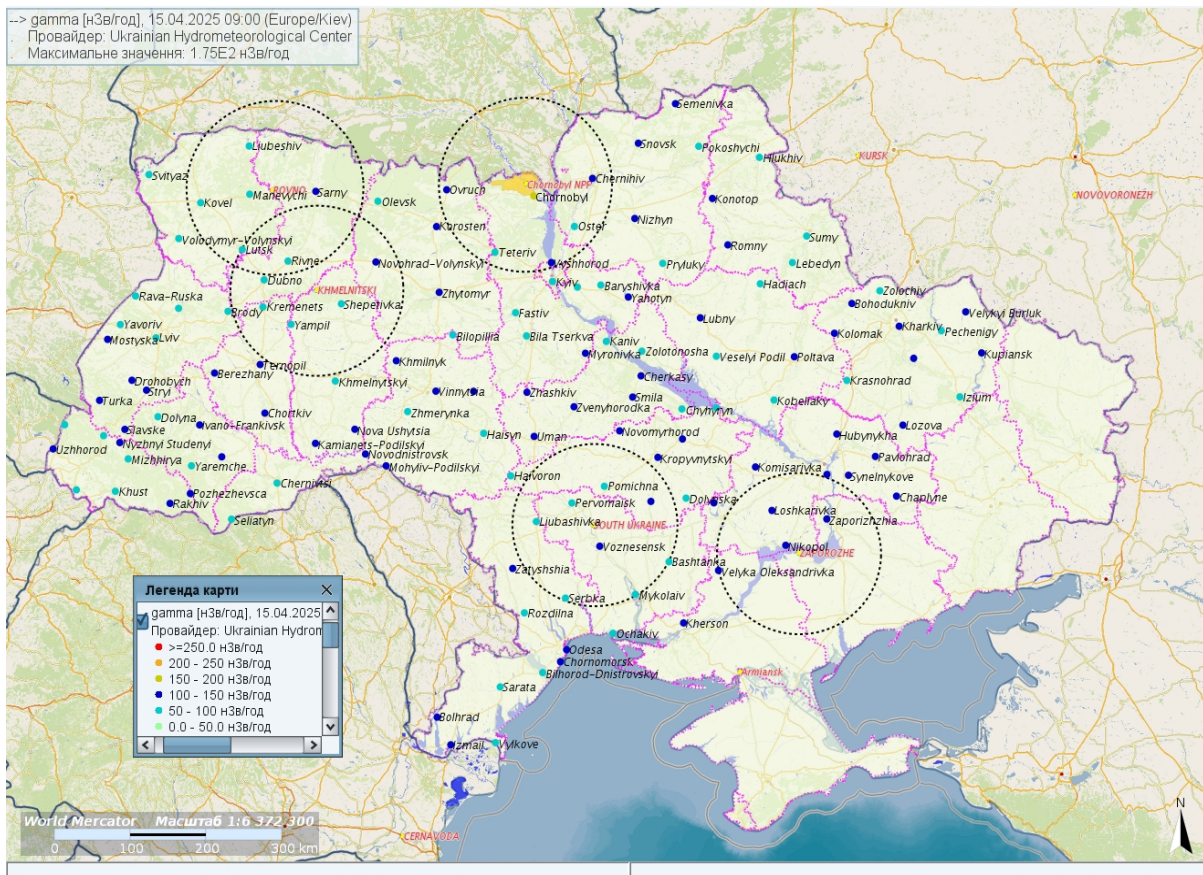 --> gamma [нЗв/год], 15.04.2025 09:00 (Europe/Kiev)
Провайдер: Ukrainian Hydrometeorological Center
Максимальне значення: 1.75E2 нЗв/год
Semenivka
Snovsk
Pokoshychi
Hlukhiv
KURSK
Liubeshiv
Svityaz
ROVNO
Manevychi
Sarny
Kovel
Olevsk
Ovruch
Chornobyl NPP
Chornobyl
Chernihiv
Konotop
NOVOVORONEZH
Nizhyn
Korosten
Oster
Volodymyr-Volynskyi
Lutsk
Teteriv
Romny
Sumy
Rivne
Novohrad-Volynskyi
Vyshhorod
Pryluky
Lebedyn
Dubno
KHMELNITSKI
Kyiv
Baryshivka
Hadiach
Zolochiv
Rava-Ruska
Zhytomyr
Yahotyn
Bohodukniv
Brody
Kremenets
Shepetivka
Fastiv
Lubny
Velykyi Burluk
Yavoriv
Yampil
Kharkiv
Pechenigy
Mostyska
Lviv
Bilopillia
Bila Tserkva
Kaniv
Kolomak
Myronivka
Zolotonosha
Veselyi Podil
Poltava
Kupiansk
Ternopil
Khmilnyk
Berezhany
Drohobych
Stryi
Khmelnytskyi
Cherkasy
Krasnohrad
Vinnytsia
Zhashkiv
Smila
Izium
Turka
Kobeliaky
Zvenyhorodka
Chyhyryn
Dolyna
Chortkiv
Zhmerynka
Ivano-Frankivsk
Lozova
Slavske
Nova Ushytsia
Haisyn
Uman
Novomyrhorod
Hubynykha
Nyzhnyi Studenyi
Kamianets-Podilskyi
Uzhhorod
Novodnistrovsk
Kropyvnytskyi
Pavlohrad
Mizhhirya
Yaremche
Mohyliv-Podilskyi
Komisarivka
Haivoron
Synelnykove
Chernivtsi
Pomichna
Khust
Pozhezhevsca
Rakhiv
Pervomaisk
Dolynska
Chaplyne
Loshkarivka
Seliatyn
Liubashivka
SOUTH UKRAINE
Zaporizhzhia
Voznesensk
Nikopol
ZAPOROZHE
Zatyshshia
Bashtanka
Velyka Oleksandrivka
Serbka
Mykolaiv
Rozdilna
Kherson
Ochakiv
Odesa
Chornomorsk
Bilhorod-Dnistrovskyi
Armiansk
Sarata
Bolhrad
Izmail
Vylkove
CERNAVODA
Легенда карти
gamma [нЗв/год], 15.04.2025
Провайдер: Ukrainian Hydrom
>=250.0 нЗв/год
200 - 250 нЗв/год
150 - 200 нЗв/год
100 - 150 нЗв/год
50 - 100 нЗв/год
0.0 - 50.0 нЗв/год
World Mercator Масштаб 1:6 372 300
0 100 200 300 km
N